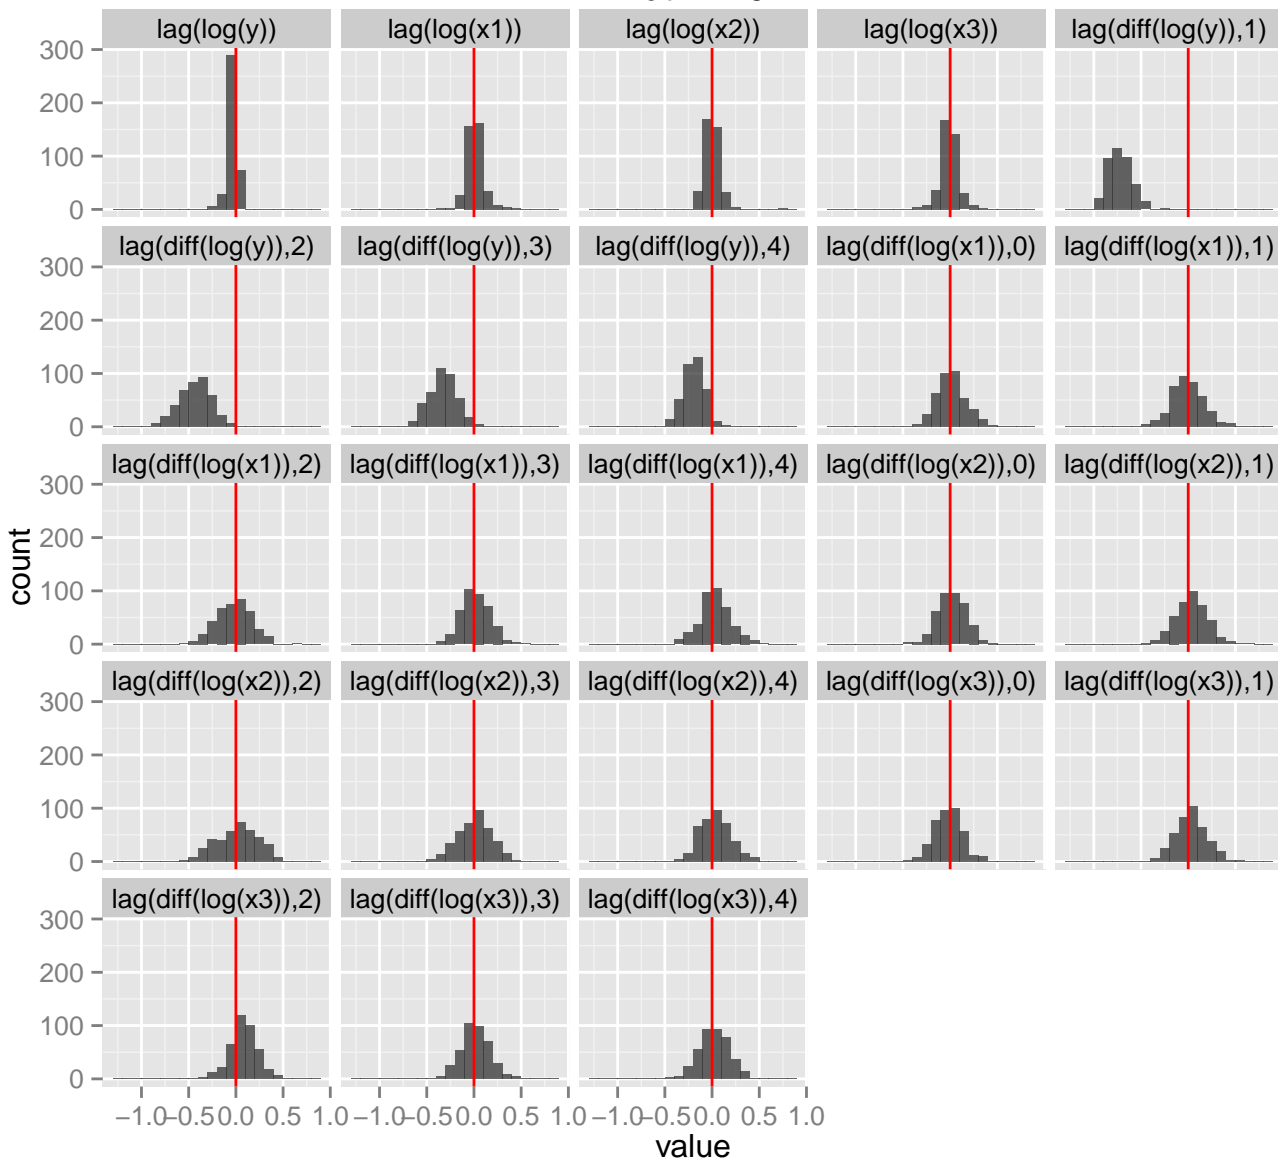 lag(log(y)) lag(log(x1)) lag(log(x2)) lag(log(x3)) lag(diff(log(y)),1)
300
200
100
0
lag(diff(log(y)),2) lag(diff(log(y)),3) lag(diff(log(y)),4) lag(diff(log(x1)),0) lag(diff(log(x1)),1)
300
200
100
0
lag(diff(log(x1)),2) lag(diff(log(x1)),3) lag(diff(log(x1)),4) lag(diff(log(x2)),0) lag(diff(log(x2)),1)
300
200
100
0
count
lag(diff(log(x2)),2) lag(diff(log(x2)),3) lag(diff(log(x2)),4) lag(diff(log(x3)),0) lag(diff(log(x3)),1)
300
200
100
0
lag(diff(log(x3)),2) lag(diff(log(x3)),3) lag(diff(log(x3)),4)
300
200
100
0
−1.0 −0.5 0.0 0.5 1.0 −1.0 −0.5 0.0 0.5 1.0 −1.0 −0.5 0.0 0.5 1.0
value